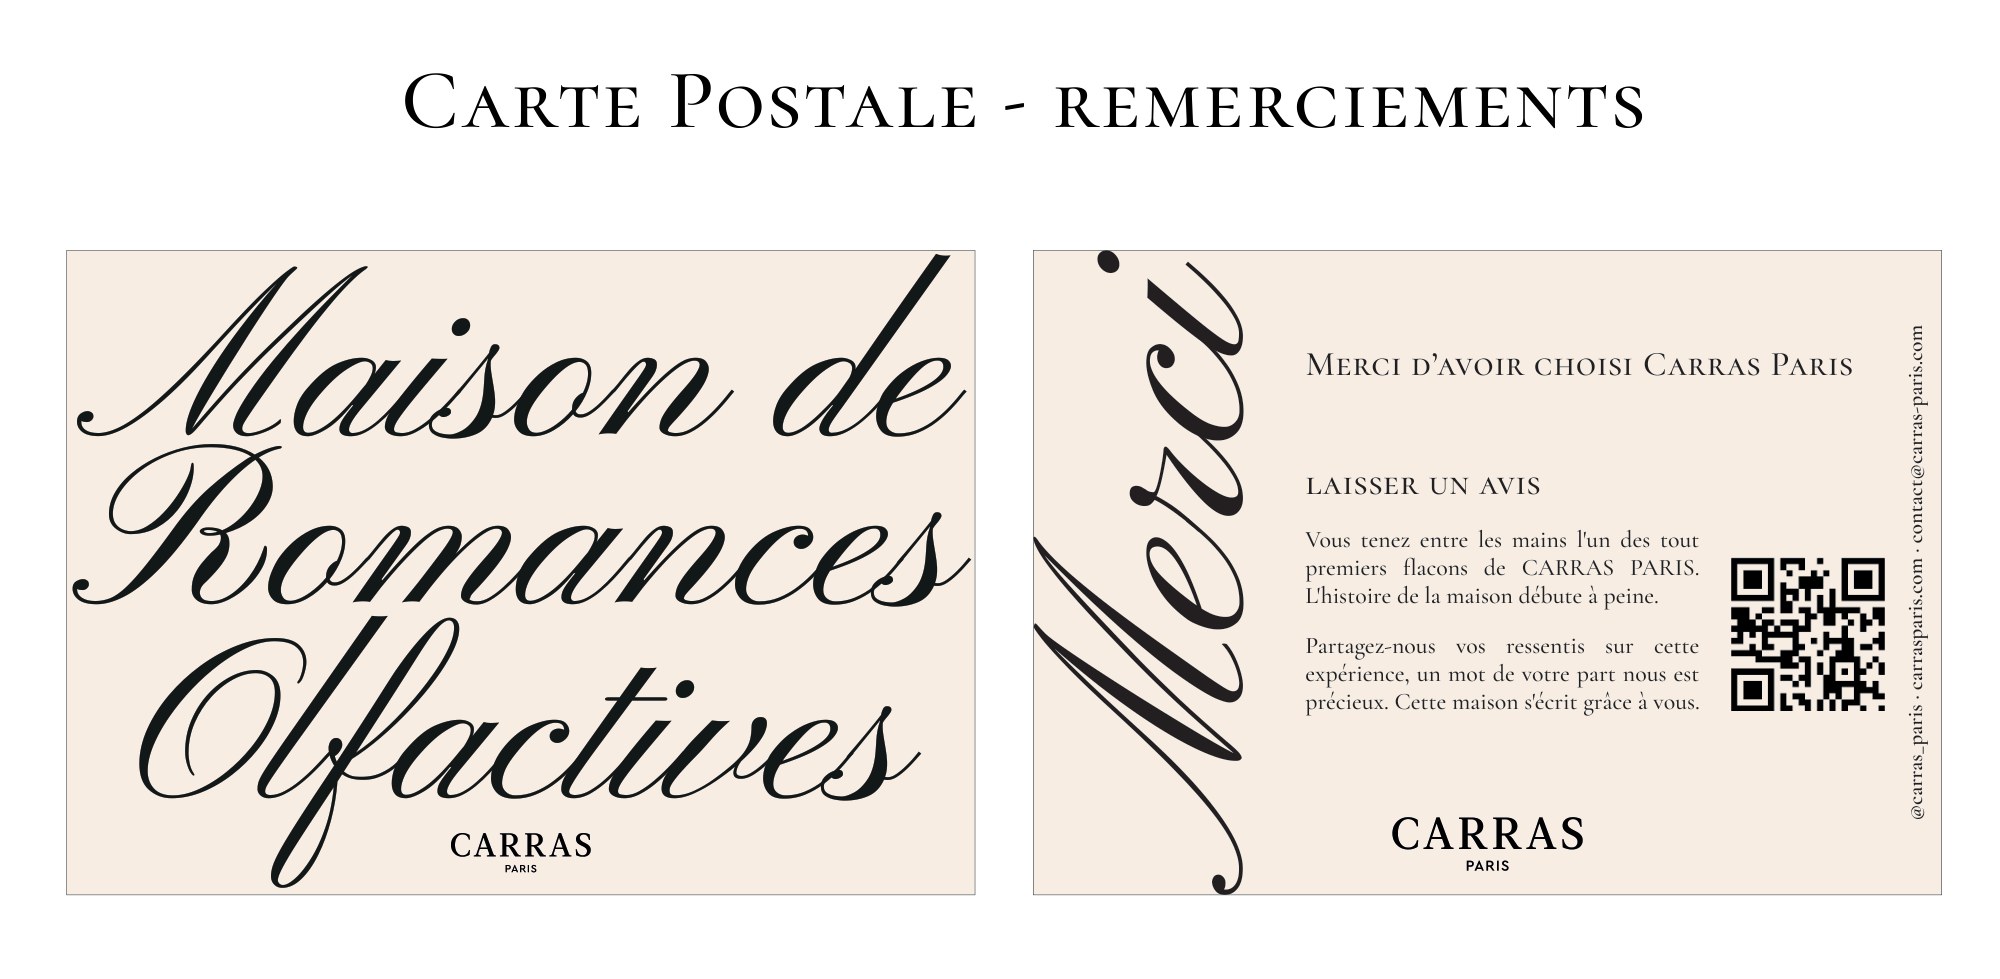 Carte Postale - remerciements
Maison de
Romances
Olfactives
CARRAS
PARIS
Merci
Merci d’avoir choisi Carras Paris
laisser un avis
Vous tenez entre les mains l'un des tout
premiers flacons de CARRAS PARIS.
L'histoire de la maison débute à peine.
Partagez-nous vos ressentis sur cette
expérience, un mot de votre part nous est
précieux. Cette maison s'écrit grâce à vous.
CARRAS
PARIS
@carras_paris · carrasparis.com · contact@carras-paris.com